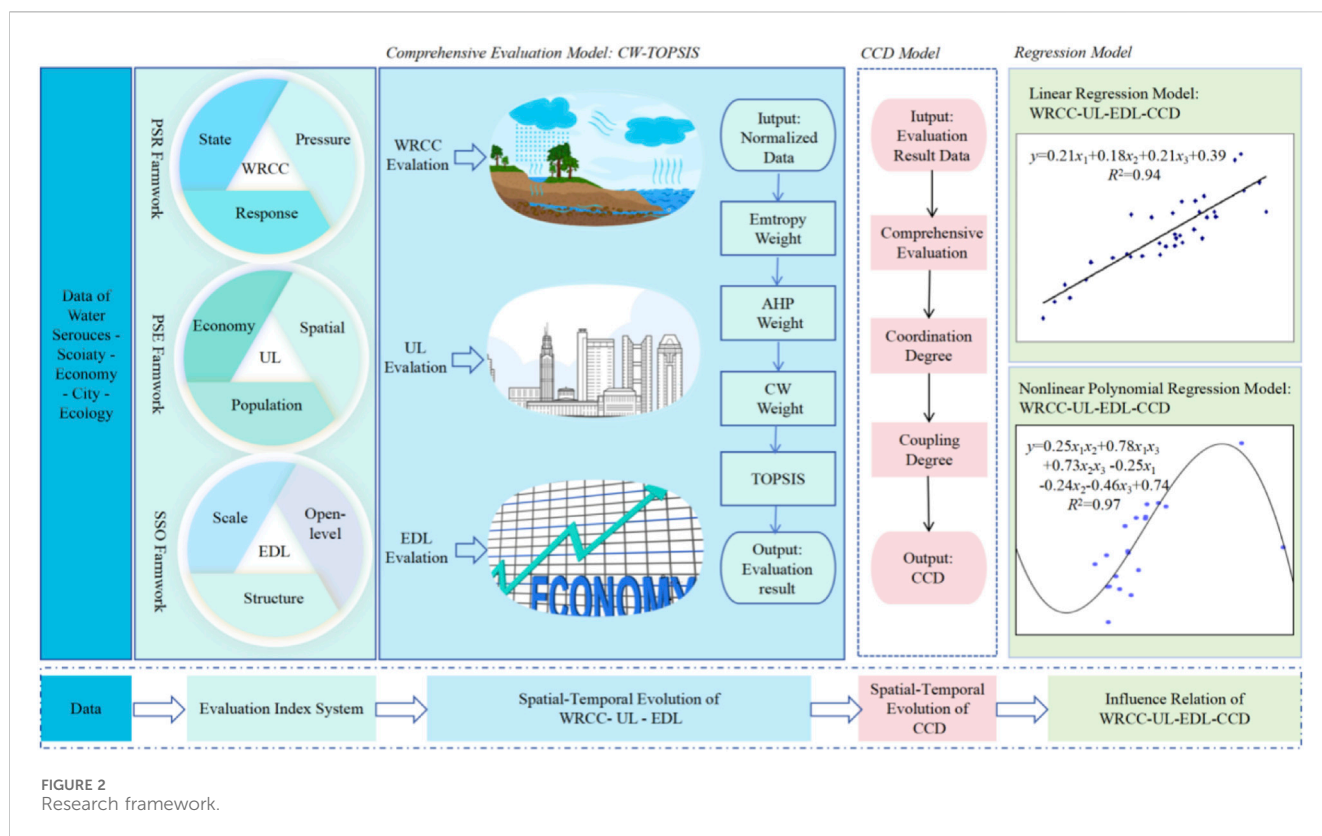 Comprehensive Evaluation Model: CW-TOPSIS
CCD Model
Regression Model
Data of
Water
Serouces -
Scoiaty -
Economy
- City -
Ecology
PSR Farmwork
State
Pressure
WRCC
Response
PSE Farmwork
Economy
Spatial
UL
Population
SSO Farmwork
Scale
Open-
level
EDL
Structure
WRCC
Evalation
UL
Evalation
EDL
Evalation
ECONOMY
Iutput:
Normalized
Data
Emtropy
Weight
AHP
Weight
CW
Weight
TOPSIS
Output:
Evaluation
result
Iutput:
Evaluation
Result Data
Comprehensive
Evaluation
Coordination
Degree
Coupling
Degree
Output:
CCD
Linear Regression Model:
WRCC-UL-EDL-CCD
y=0.21x₁+0.18x₂+0.21x₃+0.39
R²=0.94
Nonlinear Polynomial Regression Model:
WRCC-UL-EDL-CCD
y=0.25x₁x₂+0.78x₁x₃
+0.73x₂x₃ -0.25x₁
-0.24x₂-0.46x₃+0.74
R²=0.97
Data
Evaluation Index System
Spatial-Temporal Evolution of
WRCC- UL - EDL
Spatial-Temporal
Evolution of
CCD
Influence Relation of
WRCC-UL-EDL-CCD
FIGURE 2
Research framework.